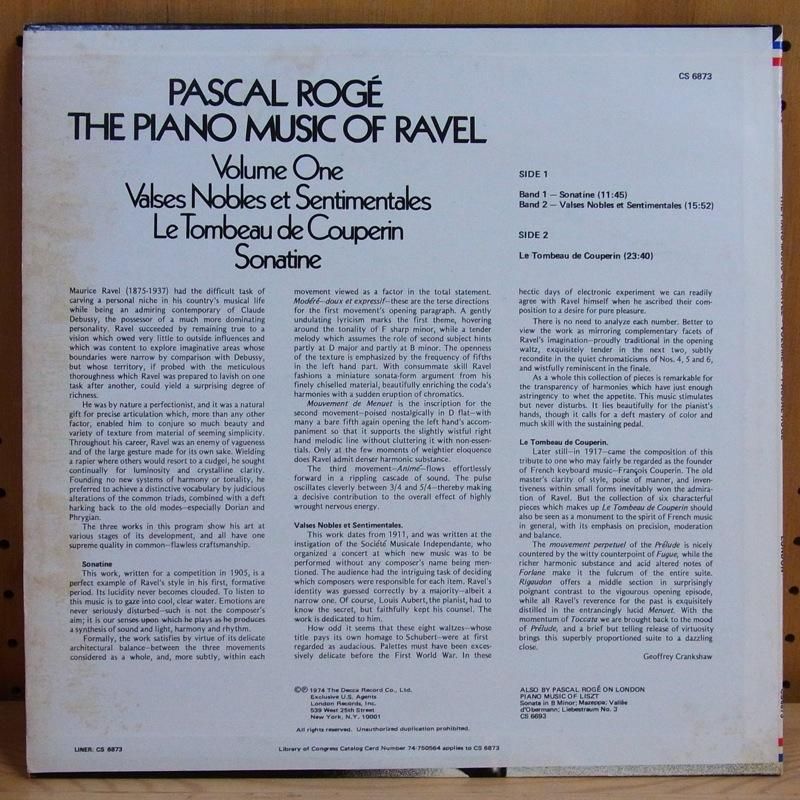 CS 6873
PASCAL ROGÉ
THE PIANO MUSIC OF RAVEL
Volume One
Valses Nobles et Sentimentales
Le Tombeau de Couperin
Sonatine
SIDE 1
Band 1 – Sonatine (11:45)
Band 2 – Valses Nobles et Sentimentales (15:52)
SIDE 2
Le Tombeau de Couperin (23:40)
Maurice Ravel (1875-1937) had the difficult task of
carving a personal niche in his country's musical life
while being an admiring contemporary of Claude
Debussy, the possessor of a much more dominating
personality. Ravel succeeded by remaining true to a
vision which owed very little to outside influences and
which was content to explore imaginative areas whose
boundaries were narrow by comparison with Debussy,
but whose territory, if probed with the meticulous
thoroughness which Ravel was prepared to lavish on one
task after another, could yield a surprising degree of
richness.
He was by nature a perfectionist, and it was a natural
gift for precise articulation which, more than any other
factor, enabled him to conjure so much beauty and
variety of texture from material of seeming simplicity.
Throughout his career, Ravel was an enemy of vagueness
and of the large gesture made for its own sake. Wielding
a rapier where others would resort to a cudgel, he sought
continually for luminosity and crystalline clarity.
Founding no new systems of harmony or tonality, he
preferred to achieve a distinctive vocabulary by judicious
alterations of the common triads, combined with a deft
harking back to the old modes—especially Dorian and
Phrygian.
The three works in this program show his art at
various stages of its development, and all have one
supreme quality in common—flawless craftsmanship.
Sonatine
This work, written for a competition in 1905, is a
perfect example of Ravel's style in his first, formative
period. Its lucidity never becomes clouded. To listen to
this music is to gaze into cool, clear water. Emotions are
never seriously disturbed—such is not the composer's
aim; it is our senses upon which he plays as he produces
a synthesis of sound and light, harmony and rhythm.
Formally, the work satisfies by virtue of its delicate
architectural balance—between the three movements
considered as a whole, and, more subtly, within each
movement viewed as a factor in the total statement.
Modéré—doux et expressif—these are the terse directions
for the first movement's opening paragraph. A gently
undulating lyricism marks the first theme, hovering
around the tonality of F sharp minor, while a tender
melody which assumes the role of second subject hints
partly at D major and partly at B minor. The openness
of the texture is emphasized by the frequency of fifths
in the left hand part. With consummate skill Ravel
fashions a miniature sonata-form argument from his
finely chiselled material, beautifully enriching the coda's
harmonies with a sudden eruption of chromatics.
Mouvement de Menuet is the inscription for the
second movement—poised nostalgically in D flat—with
many a bare fifth again opening the left hand's accom-
paniment so that it supports the slightly wistful right
hand melodic line without cluttering it with non-essen-
tials. Only at the few moments of weightier eloquence
does Ravel admit denser harmonic substance.
The third movement—Animé—flows effortlessly
forward in a rippling cascade of sound. The pulse
oscillates cleverly between 3/4 and 5/4—thereby making
a decisive contribution to the overall effect of highly
wrought nervous energy.
Valses Nobles et Sentimentales.
This work dates from 1911, and was written at the
instigation of the Société Musicale Independante, who
organized a concert at which new music was to be
performed without any composer's name being men-
tioned. The audience had the intriguing task of deciding
which composers were responsible for each item. Ravel's
identity was guessed correctly by a majority—albeit a
narrow one. Of course, Louis Aubert, the pianist, had to
know the secret, but faithfully kept his counsel. The
work is dedicated to him.
How odd it seems that these eight waltzes—whose
title pays its own homage to Schubert—were at first
regarded as audacious. Palettes must have been exces-
sively delicate before the First World War. In these
hectic days of electronic experiment we can readily
agree with Ravel himself when he ascribed their com-
position to a desire for pure pleasure.
There is no need to analyze each number. Better to
view the work as mirroring complementary facets of
Ravel's imagination—proudly traditional in the opening
waltz, exquisitely tender in the next two, subtly
recondite in the quiet chromaticisms of Nos. 4, 5 and 6,
and wistfully reminiscent in the finale.
As a whole this collection of pieces is remarkable for
the transparency of harmonies which have just enough
astringency to whet the appetite. This music stimulates
but never disturbs. It lies beautifully for the pianist's
hands, though it calls for a deft mastery of color and
much skill with the sustaining pedal.
Le Tombeau de Couperin.
Later still—in 1917—came the composition of this
tribute to one who may fairly be regarded as the founder
of French keyboard music—François Couperin. The old
master's clarity of style, poise of manner, and inven-
tiveness within small forms inevitably won the admira-
tion of Ravel. But the collection of six characterful
pieces which makes up Le Tombeau de Couperin should
also be seen as a monument to the spirit of French music
in general, with its emphasis on precision, moderation
and balance.
The mouvement perpetuel of the Prélude is nicely
countered by the witty counterpoint of Fugue, while the
richer harmonic substance and acid altered notes of
Forlane make it the fulcrum of the entire suite.
Rigaudon offers a middle section in surprisingly
poignant contrast to the vigourous opening episode,
while all Ravel's reverence for the past is exquisitely
distilled in the entrancingly lucid Menuet. With the
momentum of Toccata we are brought back to the mood
of Prélude, and a brief but telling release of virtuosity
brings this superbly proportioned suite to a dazzling
close.
Geoffrey Crankshaw
©℗ 1974 The Decca Record Co., Ltd.
Exclusive U.S. Agents
London Records, Inc.
539 West 25th Street
New York, N.Y. 10001
All rights reserved. Unauthorized duplication prohibited.
ALSO BY PASCAL ROGÉ ON LONDON
PIANO MUSIC OF LISZT
Sonata in B Minor; Mazeppa; Vallée
d'Obermann; Liebestraum No. 3
CS 6693
LINER: CS 6873
Library of Congress Catalog Card Number 74-750564 applies to CS 6873